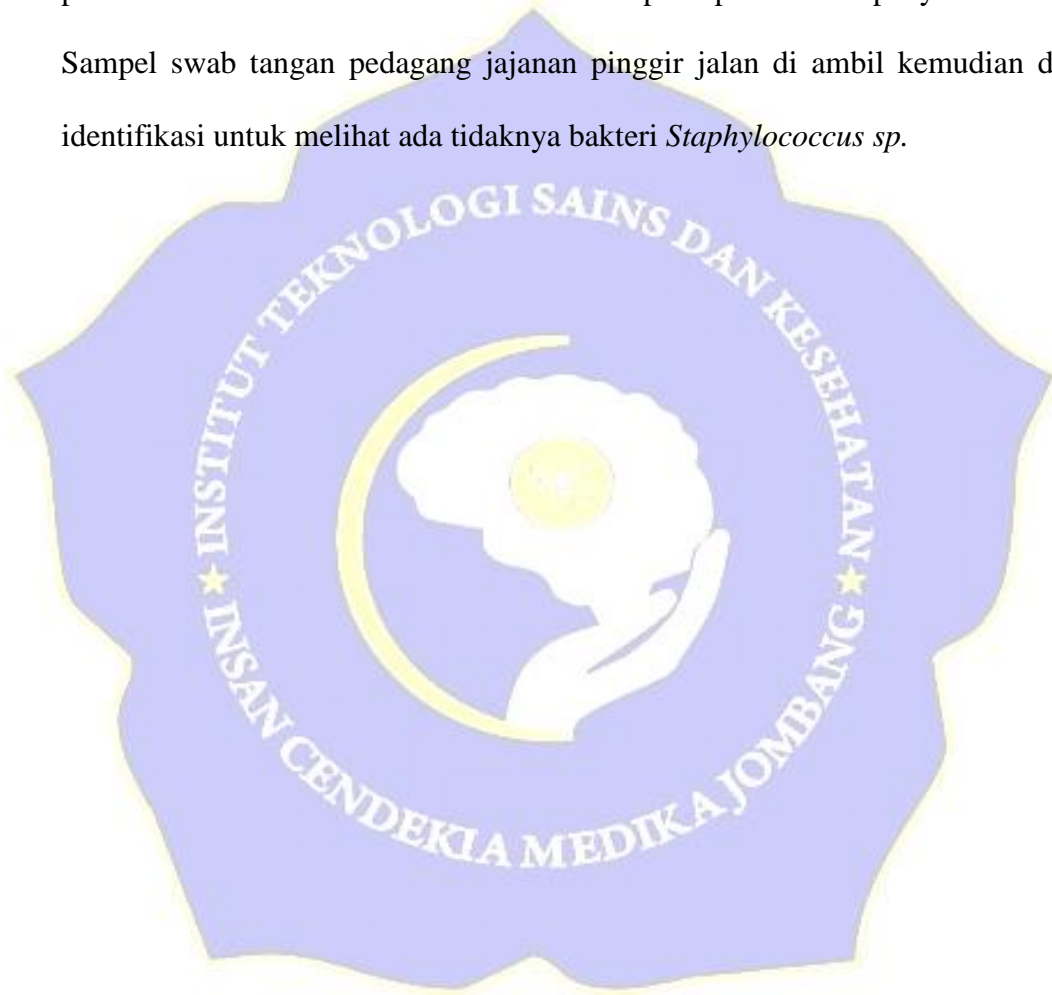 Sampel swab tangan pedagang jajanan pinggir jalan di ambil kemudian d
identifikasi untuk melihat ada tidaknya bakteri Staphylococcus sp.
INSTITUT TEKNOLOGI SAINS DAN KESEHATAN
INSAN CENDEKIA MEDIKA JOMBANG